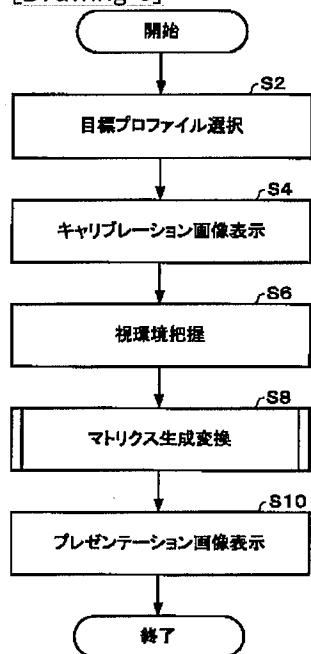 開始
S2
目標プロファイル選択
S4
キャリブレーション画像表示
S6
視環境把握
S8
マトリクス生成変換
S10
プレゼンテーション画像表示
終了